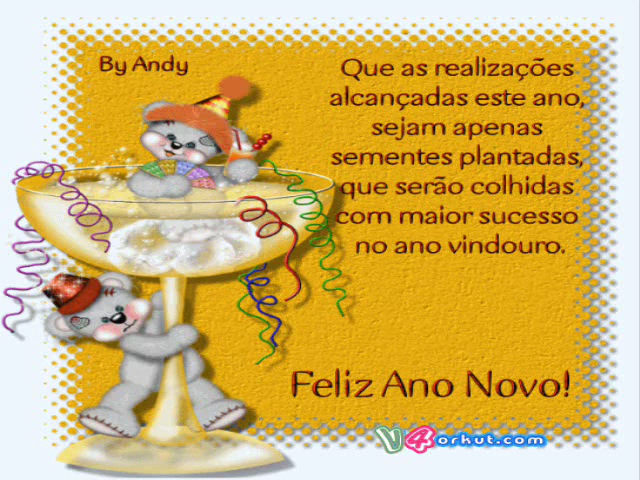 By Andy
Que as realizações
alcançadas este ano,
sejam apenas
sementes plantadas,
que serão colhidas
com maior sucesso
no ano vindouro.
Feliz Ano Novo!
V4orkut.com